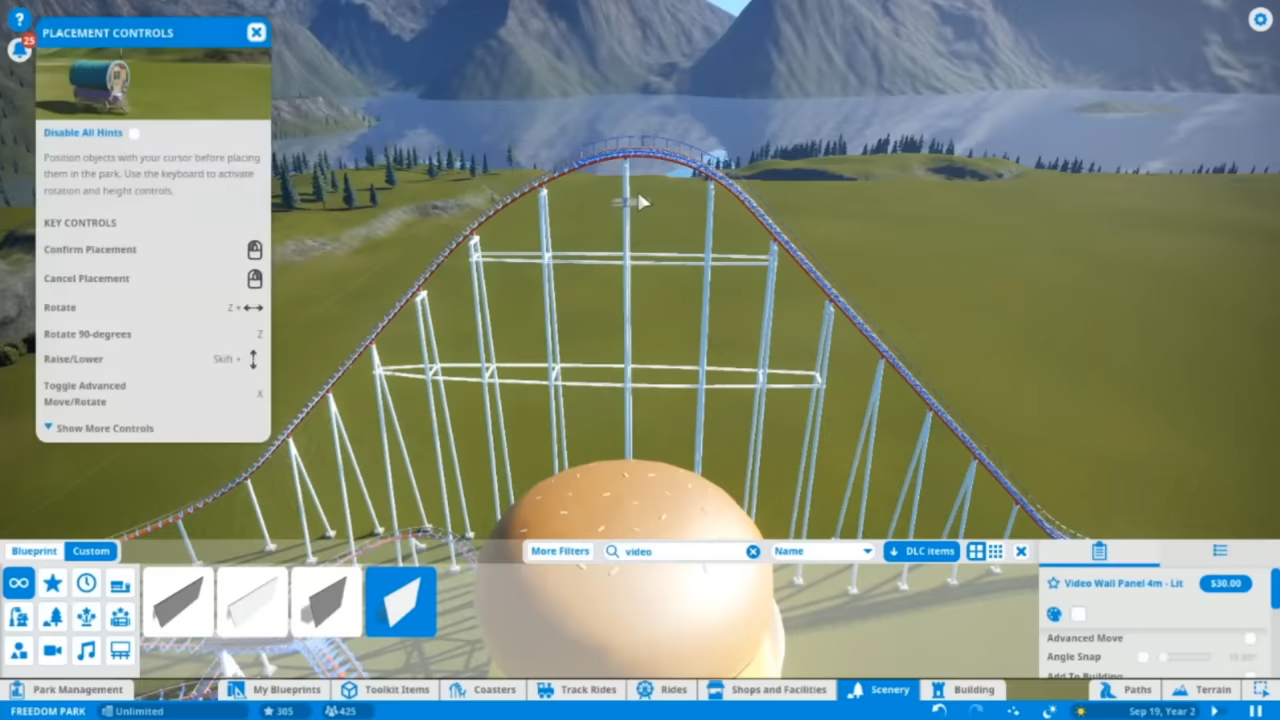 ?
25
PLACEMENT CONTROLS
Disable All Hints
Position objects with your cursor before placing
them in the park. Use the keyboard to activate
rotation and height controls.
KEY CONTROLS
Confirm Placement
Cancel Placement
Rotate Z +
Rotate 90-degrees Z
Raise/Lower Shift +
Toggle Advanced
Move/Rotate X
Show More Controls
Blueprint Custom More Filters video Name DLC items
Video Wall Panel 4m - Lit $30.00
Advanced Move
Angle Snap
Add To Building
Park Management My Blueprints Toolkit Items Coasters Track Rides Rides Shops and Facilities Scenery Building Paths Terrain
FREEDOM PARK Unlimited 305 425 Sep 19, Year 2